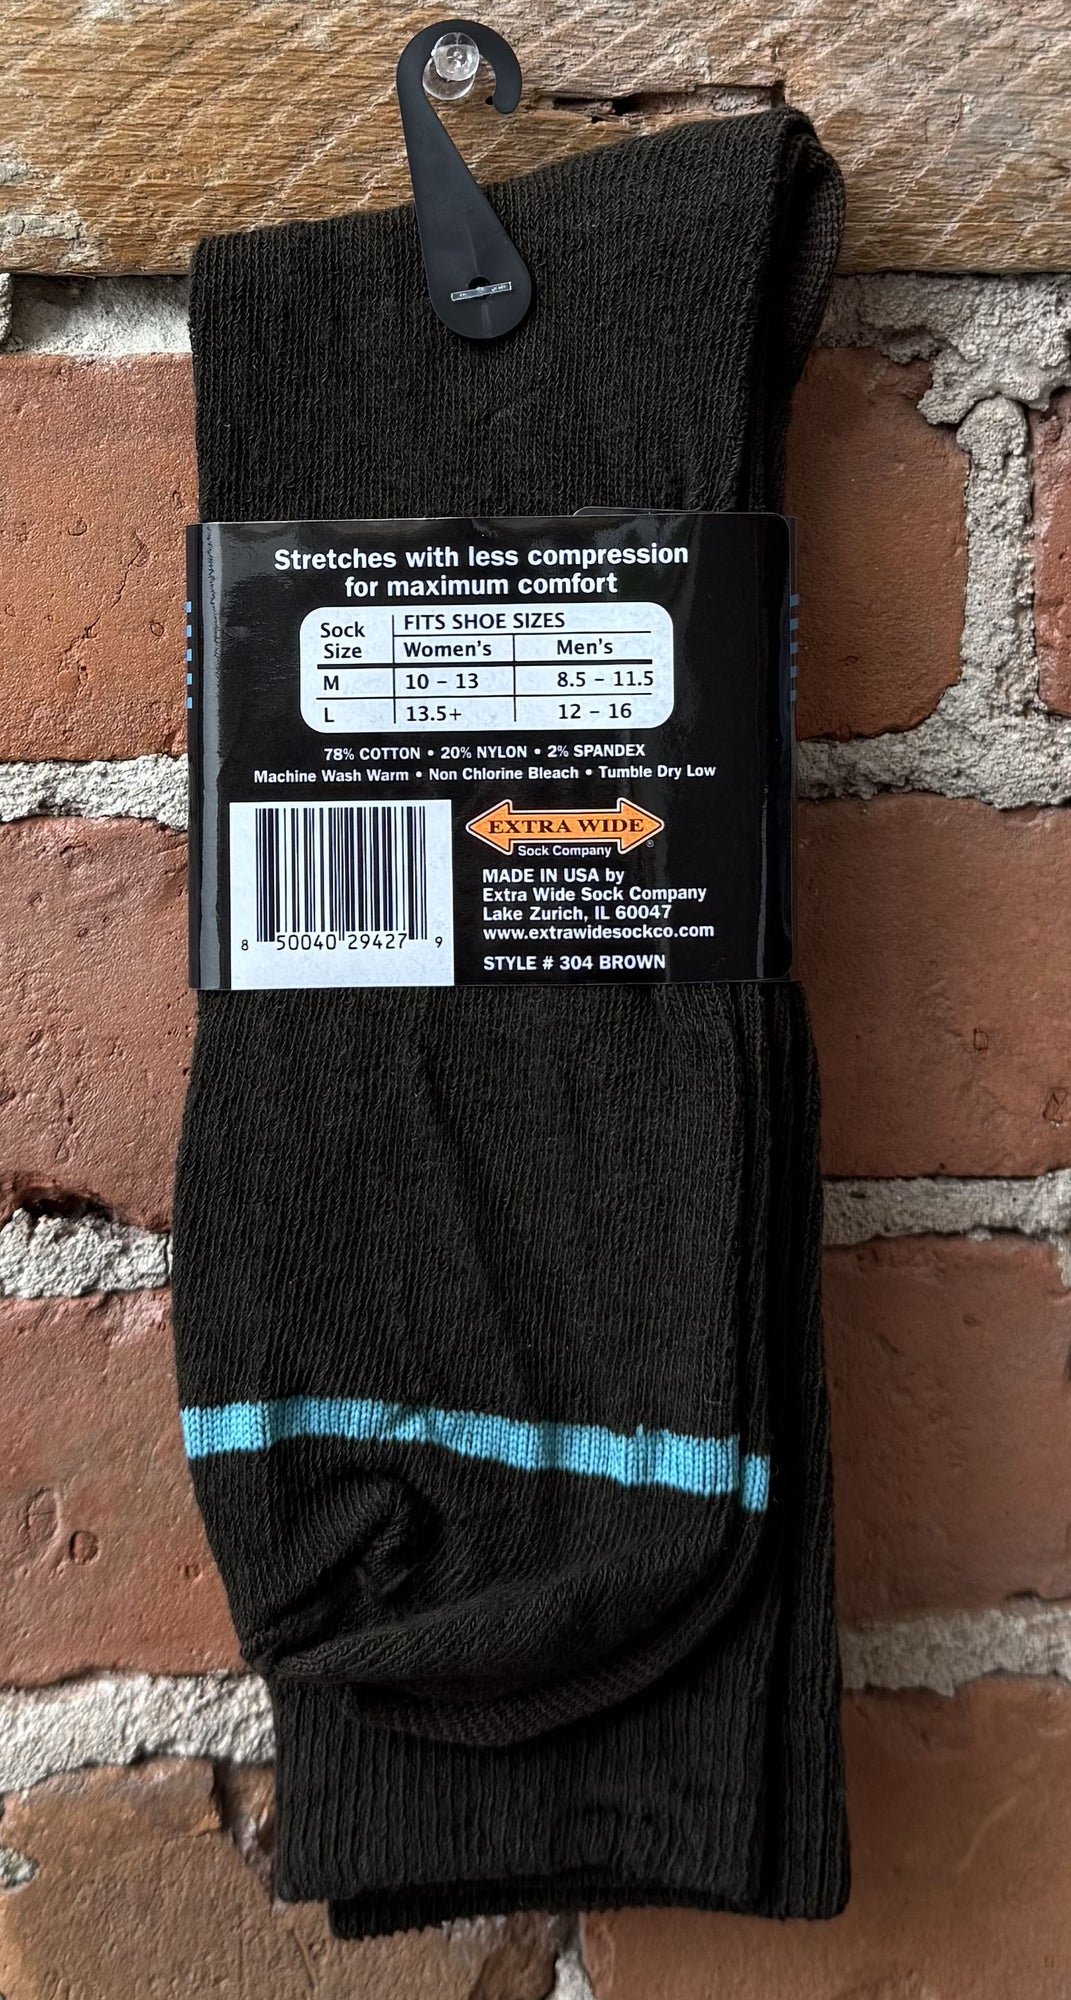 Stretches with less compression
for maximum comfort
Sock Size
FITS SHOE SIZES
Women's Men's
M 10 – 13 8.5 – 11.5
L 13.5+ 12 – 16
78% COTTON • 20% NYLON • 2% SPANDEX
Machine Wash Warm • Non Chlorine Bleach • Tumble Dry Low
EXTRA WIDE
Sock Company ®
MADE IN USA by
Extra Wide Sock Company
Lake Zurich, IL 60047
www.extrawidesockco.com
STYLE # 304 BROWN
8 50040 29427 9